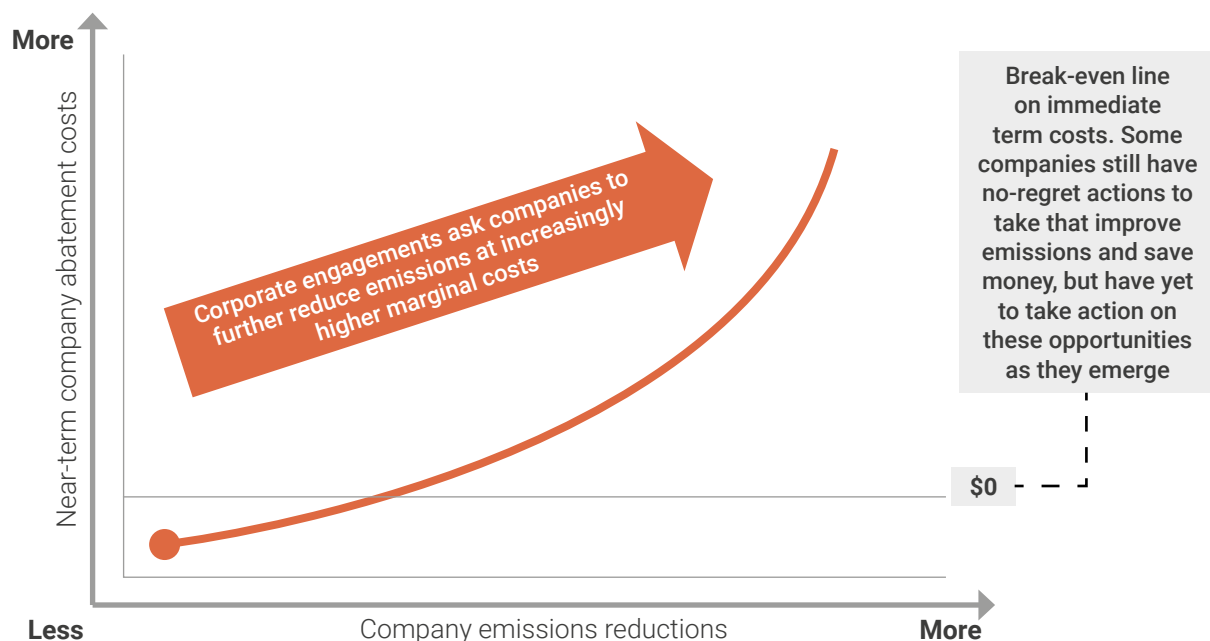 More
Near-term company abatement costs
Corporate engagements ask companies to
further reduce emissions at increasingly
higher marginal costs
Break-even line
on immediate
term costs. Some
companies still have
no-regret actions to
take that improve
emissions and save
money, but have yet
to take action on
these opportunities
as they emerge
$0
Less
Company emissions reductions
More